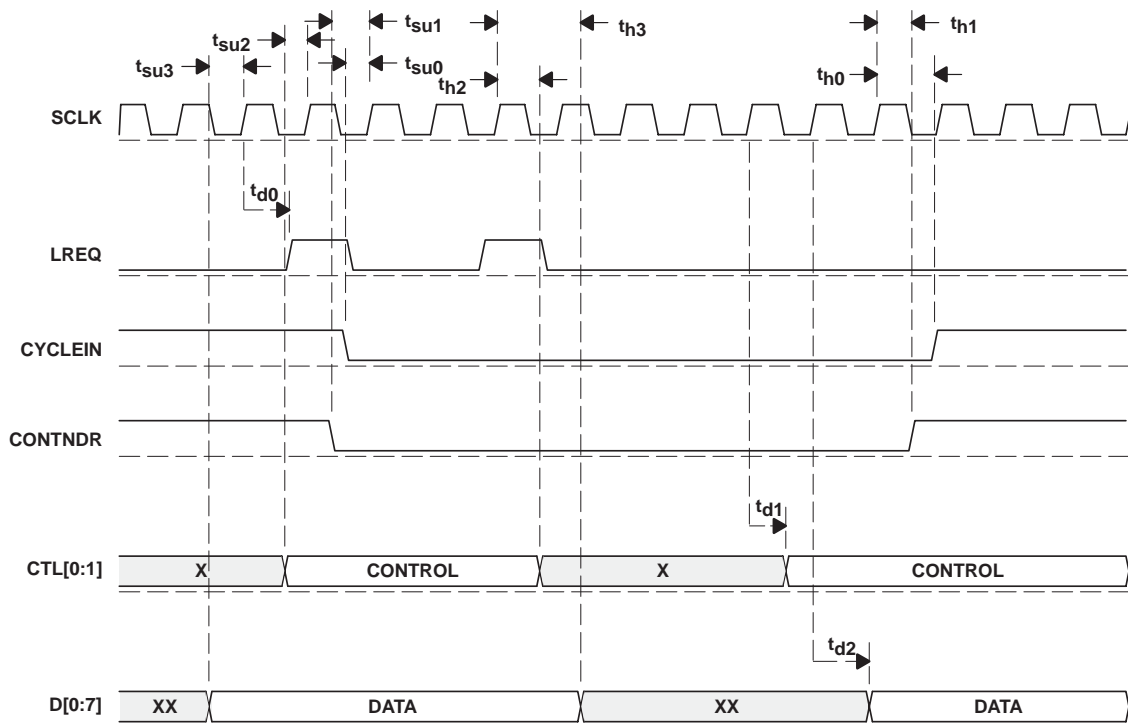 tsu1
th3
th1
tsu2
tsu3
tsu0
th2
th0
SCLK
td0
LREQ
CYCLEIN
CONTNDR
td1
CTL[0:1]
X
CONTROL
X
CONTROL
td2
D[0:7]
XX
DATA
XX
DATA